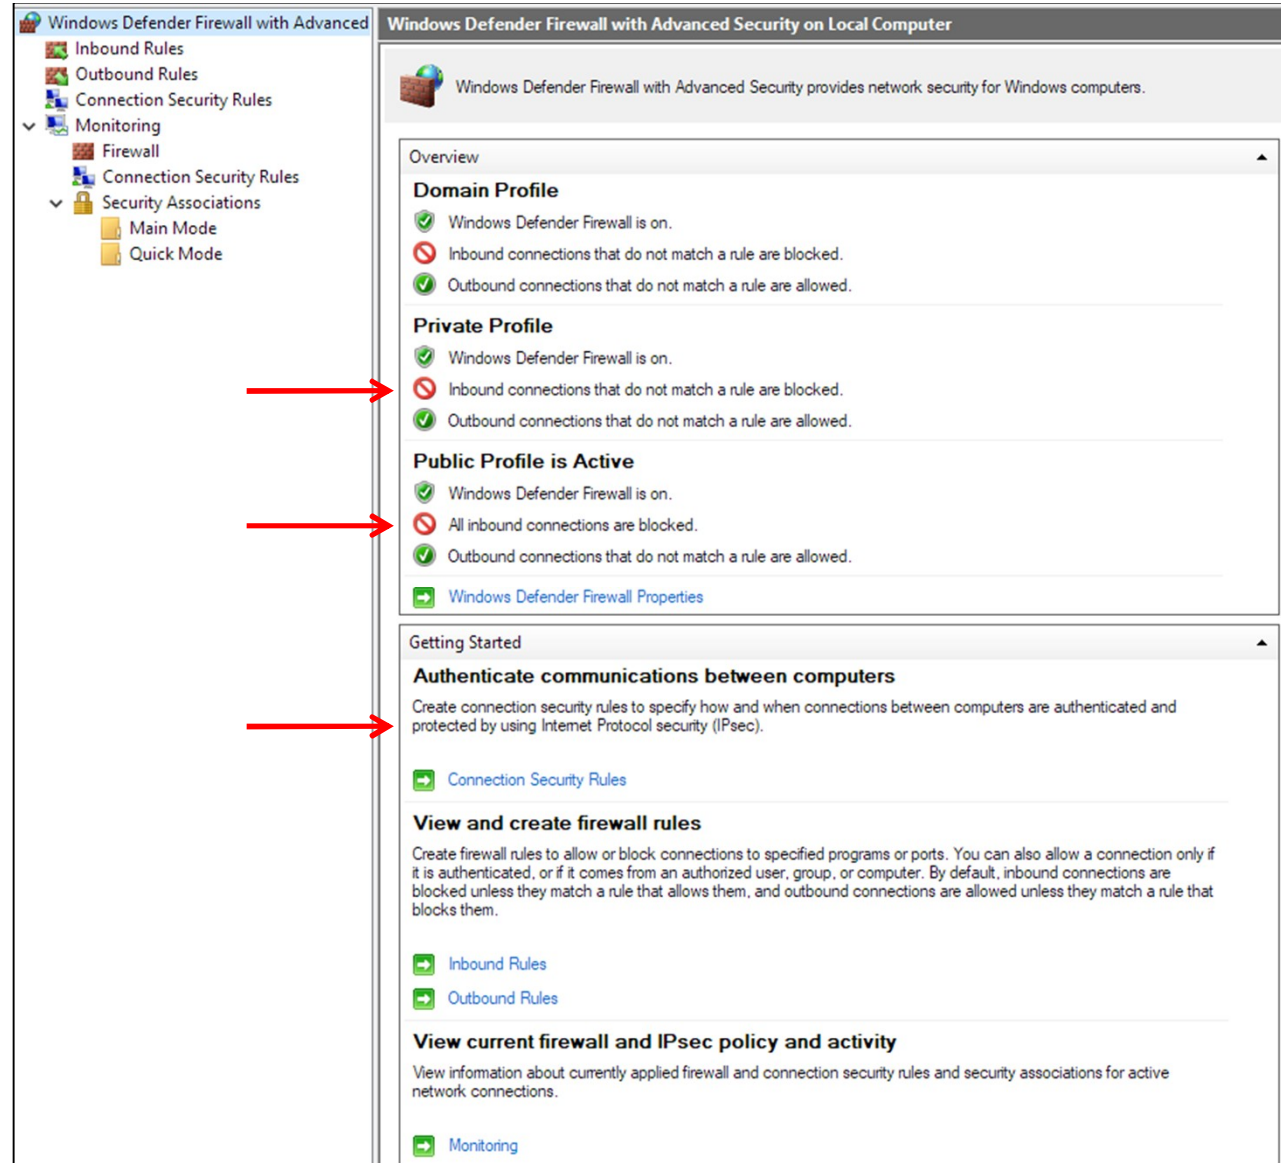 Windows Defender Firewall with Advanced
Inbound Rules
Outbound Rules
Connection Security Rules
Monitoring
Firewall
Connection Security Rules
Security Associations
Main Mode
Quick Mode
Windows Defender Firewall with Advanced Security on Local Computer
Windows Defender Firewall with Advanced Security provides network security for Windows computers.
Overview
Domain Profile
Windows Defender Firewall is on.
Inbound connections that do not match a rule are blocked.
Outbound connections that do not match a rule are allowed.
Private Profile
Windows Defender Firewall is on.
Inbound connections that do not match a rule are blocked.
Outbound connections that do not match a rule are allowed.
Public Profile is Active
Windows Defender Firewall is on.
All inbound connections are blocked.
Outbound connections that do not match a rule are allowed.
Windows Defender Firewall Properties
Getting Started
Authenticate communications between computers
Create connection security rules to specify how and when connections between computers are authenticated and
protected by using Internet Protocol security (IPsec).
Connection Security Rules
View and create firewall rules
Create firewall rules to allow or block connections to specified programs or ports. You can also allow a connection only if
it is authenticated, or if it comes from an authorized user, group, or computer. By default, inbound connections are
blocked unless they match a rule that allows them, and outbound connections are allowed unless they match a rule that
blocks them.
Inbound Rules
Outbound Rules
View current firewall and IPsec policy and activity
View information about currently applied firewall and connection security rules and security associations for active
network connections.
Monitoring